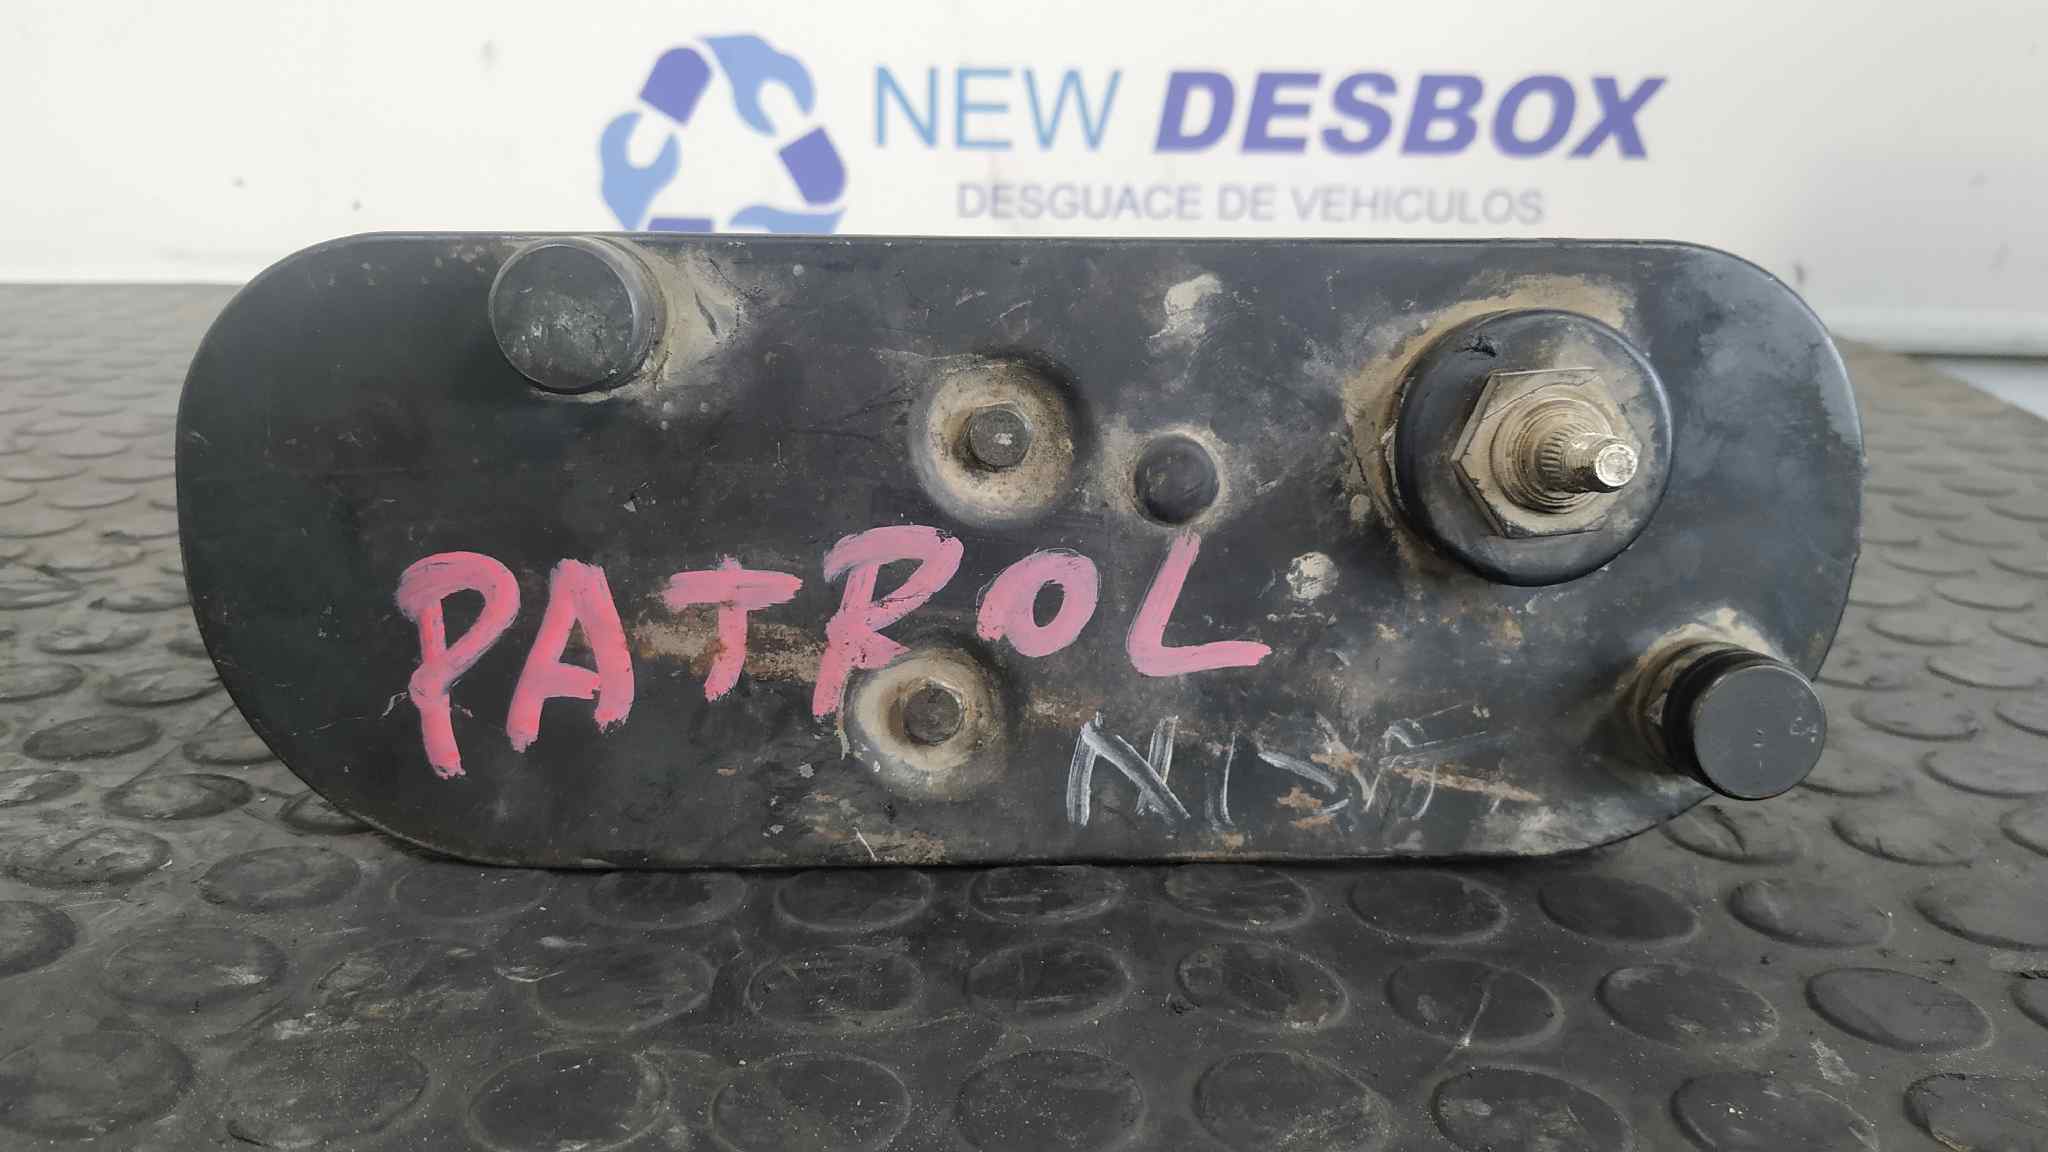 NEW DESBOX
DESGUACE DE VEHICULOS
PATROL